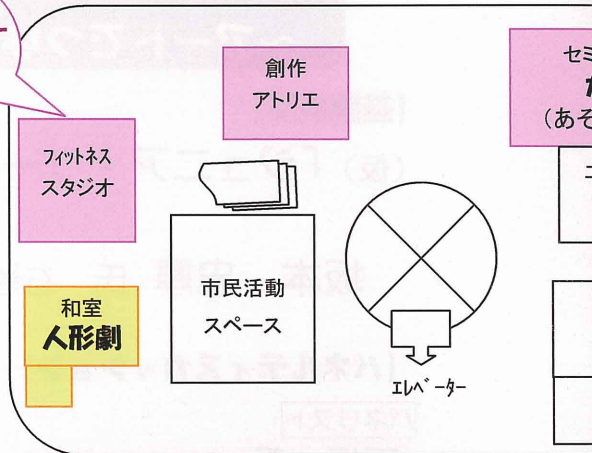 創作
アトリエ
セミ
(あそ
フィットネス
スタジオ
市民活動
スペース
和室
人形劇
エレベーター